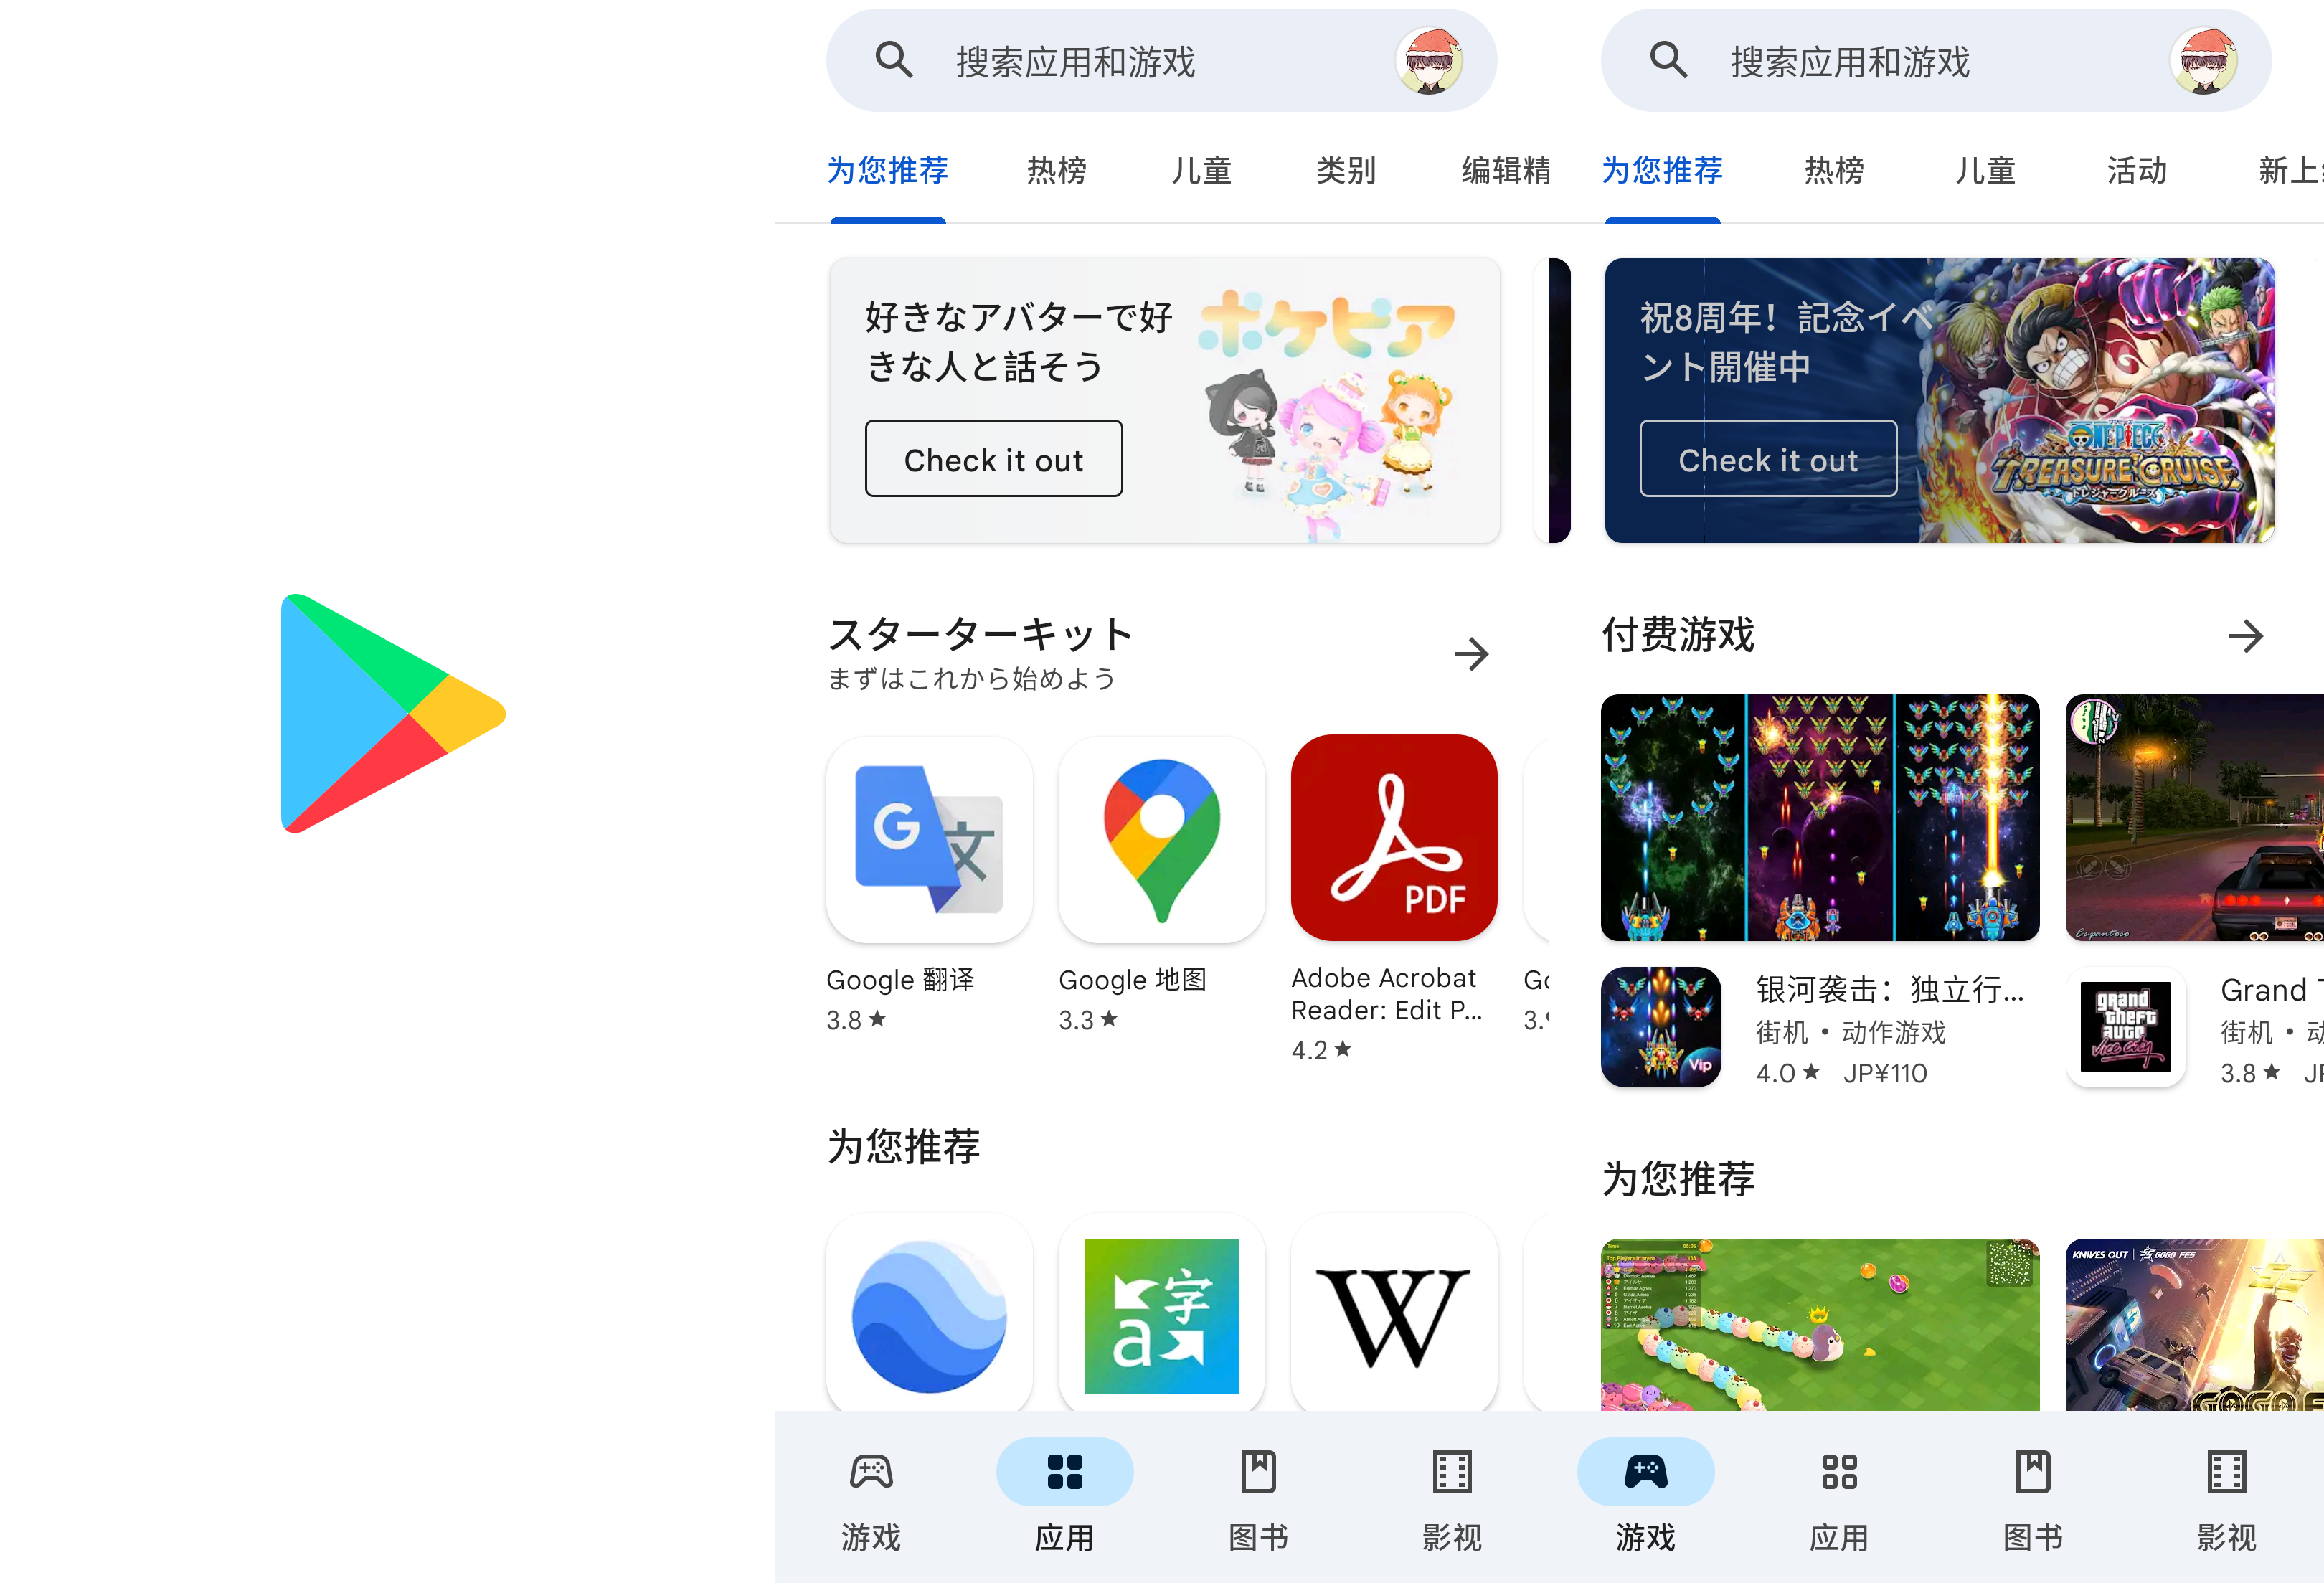 搜索应用和游戏
为您推荐 热榜 儿童 类别 编辑精
好きなアバターで好
きな人と話そう
Check it out
ポケピア
スターターキット
まずはこれから始めよう
G 文
PDF
Google 翻译
3.8 ★
Google 地图
3.3 ★
Adobe Acrobat
Reader: Edit P...
4.2 ★
Go
3.9
为您推荐
字
a
W
游戏 应用 图书 影视
搜索应用和游戏
为您推荐 热榜 儿童 活动 新上
祝8周年！記念イベ
ント開催中
Check it out
ONE PIECE
TREASURE CRUISE
トレジャークルーズ
付费游戏
Espantoso
Vip
银河袭击：独立行...
街机 • 动作游戏
4.0 ★ JP¥110
grand
theft
auto
vice city
Grand T
街机 • 动
3.8 ★ JP
为您推荐
KNIVES OUT GOGO FES
GOGO F
游戏 应用 图书 影视